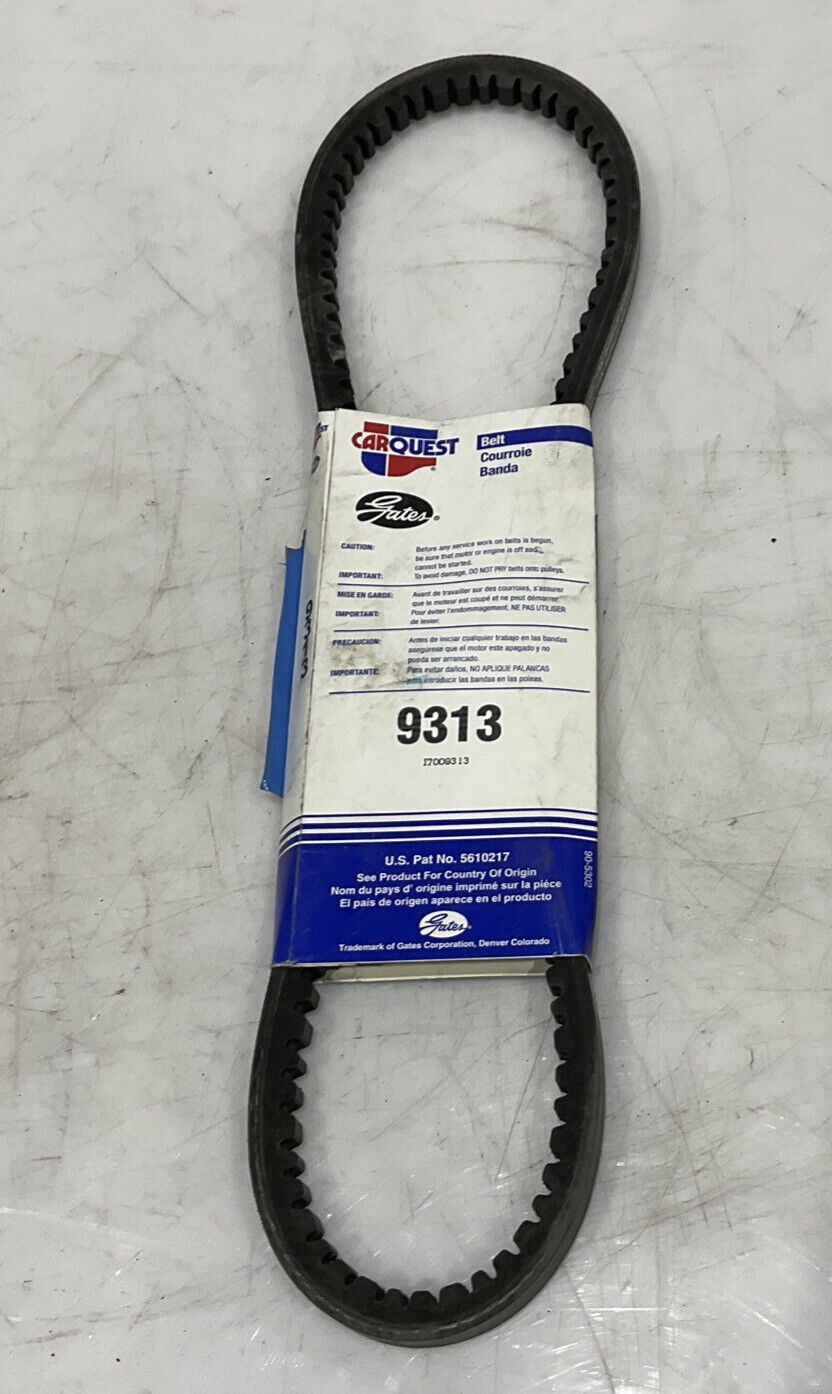 CARQUEST
Belt
Courroie
Banda
Gates
CAUTION: Before any service work on belts is begun,
be sure that motor or engine is off and
cannot be started.
IMPORTANT: To avoid damage, DO NOT PRY belts onto pulleys.
MISE EN GARDE: Avant de travailler sur des courroies, s'assurer
que le moteur est coupé et ne peut démarrer.
IMPORTANT: Pour éviter l'endommagement, NE PAS UTILISER
de levier.
PRECAUCION: Antes de iniciar cualquier trabajo en las bandas
asegúrese que el motor este apagado y no
pueda ser arrancado.
IMPORTANTE: Para evitar daños, NO APLIQUE PALANCAS
para introducir las bandas en las poleas.
9313
17009313
U.S. Pat No. 5610217
See Product For Country Of Origin
Nom du pays d' origine imprimé sur la pièce
El país de origen aparece en el producto
Gates
Trademark of Gates Corporation, Denver Colorado
90-5302